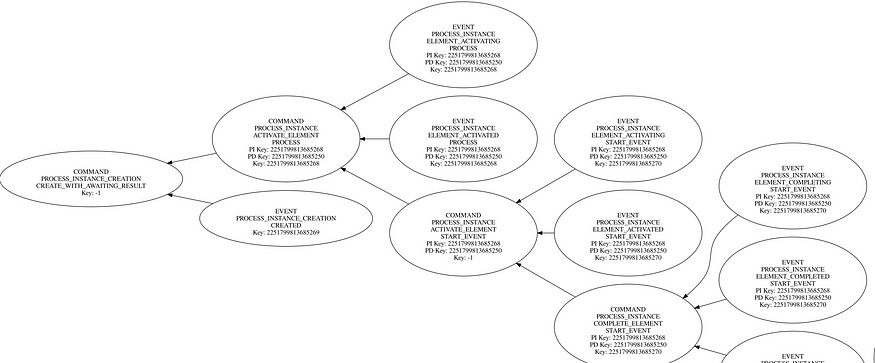 EVENT
PROCESS_INSTANCE
ELEMENT_ACTIVATING
PROCESS
PI Key: 2251799813685268
PD Key: 2251799813685250
Key: 2251799813685268
COMMAND
PROCESS_INSTANCE
ACTIVATE_ELEMENT
PROCESS
PI Key: 2251799813685268
PD Key: 2251799813685250
Key: 2251799813685268
EVENT
PROCESS_INSTANCE
ELEMENT_ACTIVATED
PROCESS
PI Key: 2251799813685268
PD Key: 2251799813685250
Key: 2251799813685268
EVENT
PROCESS_INSTANCE
ELEMENT_ACTIVATING
START_EVENT
PI Key: 2251799813685268
PD Key: 2251799813685250
Key: 2251799813685270
COMMAND
PROCESS_INSTANCE_CREATION
CREATE_WITH_AWAITING_RESULT
Key: -1
EVENT
PROCESS_INSTANCE
ELEMENT_COMPLETING
START_EVENT
PI Key: 2251799813685268
PD Key: 2251799813685250
Key: 2251799813685270
EVENT
PROCESS_INSTANCE_CREATION
CREATED
Key: 2251799813685269
COMMAND
PROCESS_INSTANCE
ACTIVATE_ELEMENT
START_EVENT
PI Key: 2251799813685268
PD Key: 2251799813685250
Key: -1
EVENT
PROCESS_INSTANCE
ELEMENT_ACTIVATED
START_EVENT
PI Key: 2251799813685268
PD Key: 2251799813685250
Key: 2251799813685270
EVENT
PROCESS_INSTANCE
ELEMENT_COMPLETED
START_EVENT
PI Key: 2251799813685268
PD Key: 2251799813685250
Key: 2251799813685270
COMMAND
PROCESS_INSTANCE
COMPLETE_ELEMENT
START_EVENT
PI Key: 2251799813685268
PD Key: 2251799813685250
Key: 2251799813685270
EVENT